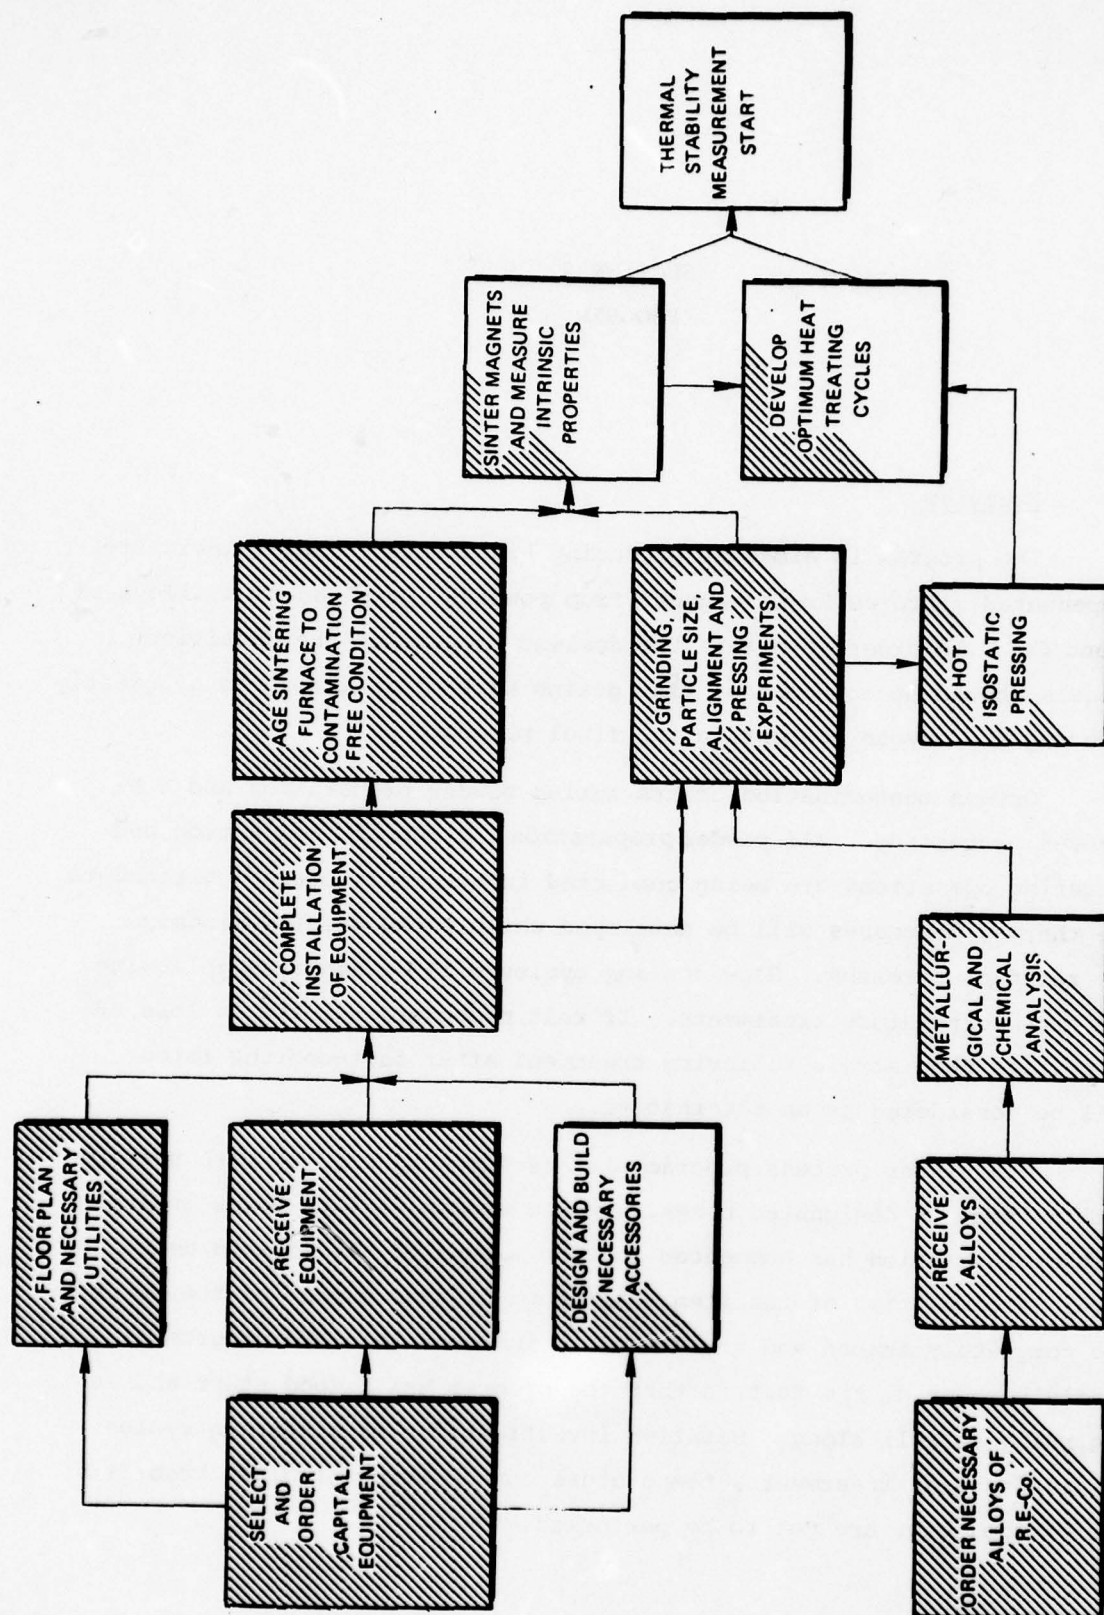 SELECT
AND
ORDER
CAPITAL
EQUIPMENT
FLOOR PLAN
AND NECESSARY
UTILITIES
RECEIVE
EQUIPMENT
DESIGN AND BUILD
NECESSARY
ACCESSORIES
COMPLETE
INSTALLATION
OF EQUIPMENT
AGE SINTERING
FURNACE TO
CONTAMINATION
FREE CONDITION
ORDER NECESSARY
ALLOYS OF
R.E-Co.
RECEIVE
ALLOYS
METALLUR-
GICAL AND
CHEMICAL
ANALYSIS
GRINDING,
PARTICLE SIZE,
ALIGNMENT AND
PRESSING
EXPERIMENTS
HOT
ISOSTATIC
PRESSING
SINTER MAGNETS
AND MEASURE
INTRINSIC
PROPERTIES
DEVELOP
OPTIMUM HEAT
TREATING
CYCLES
THERMAL
STABILITY
MEASUREMENT
START